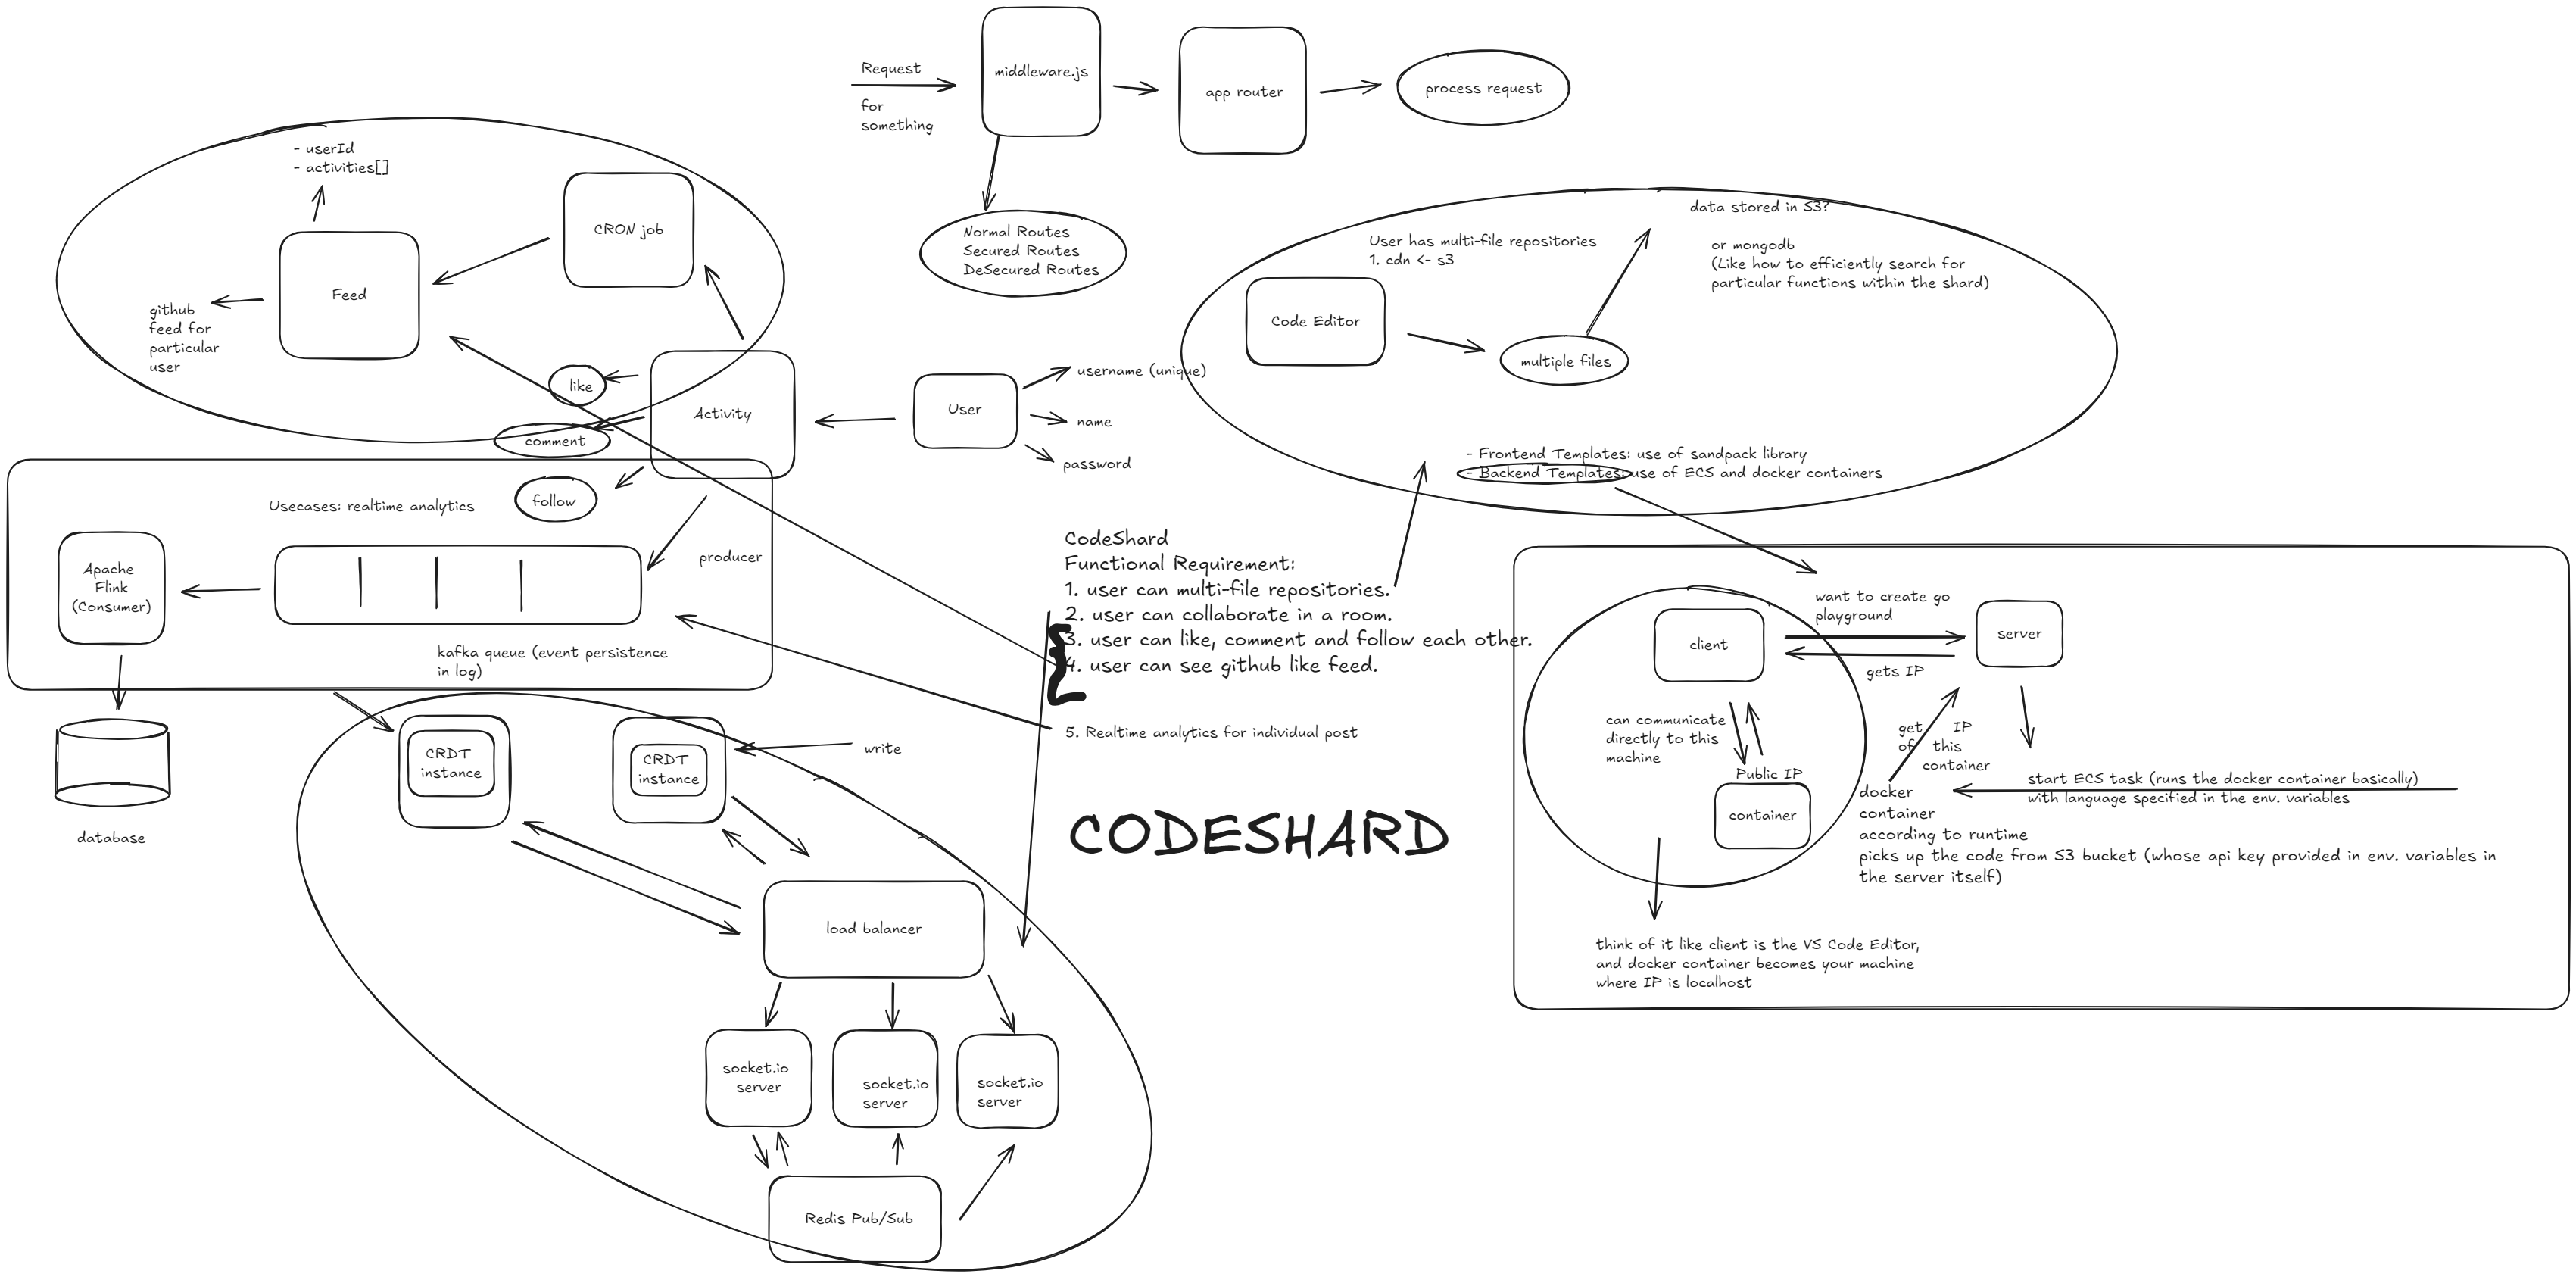 Request
for
something
middleware.js
app router
process request
Normal Routes
Secured Routes
DeSecured Routes
- userId
- activities[]
CRON job
Feed
github
feed for
particular
user
like
comment
follow
Activity
User
username (unique)
name
password
data stored in S3?
or mongodb
(Like how to efficiently search for
particular functions within the shard)
User has multi-file repositories
1. cdn <- s3
Code Editor
multiple files
- Frontend Templates: use of sandpack library
- Backend Templates: use of ECS and docker containers
Usecases: realtime analytics
Apache
Flink
(Consumer)
producer
kafka queue (event persistence
in log)
database
CodeShard
Functional Requirement:
1. user can multi-file repositories.
2. user can collaborate in a room.
3. user can like, comment and follow each other.
4. user can see github like feed.
5. Realtime analytics for individual post
CODESHARD
CRDT
instance
CRDT
instance
write
load balancer
socket.io
server
socket.io
server
socket.io
server
Redis Pub/Sub
want to create go
playground
client
server
gets IP
can communicate
directly to this
machine
Public IP
container
get IP
of this
container
start ECS task (runs the docker container basically)
with language specified in the env. variables
docker
container
according to runtime
picks up the code from S3 bucket (whose api key provided in env. variables in
the server itself)
think of it like client is the VS Code Editor,
and docker container becomes your machine
where IP is localhost